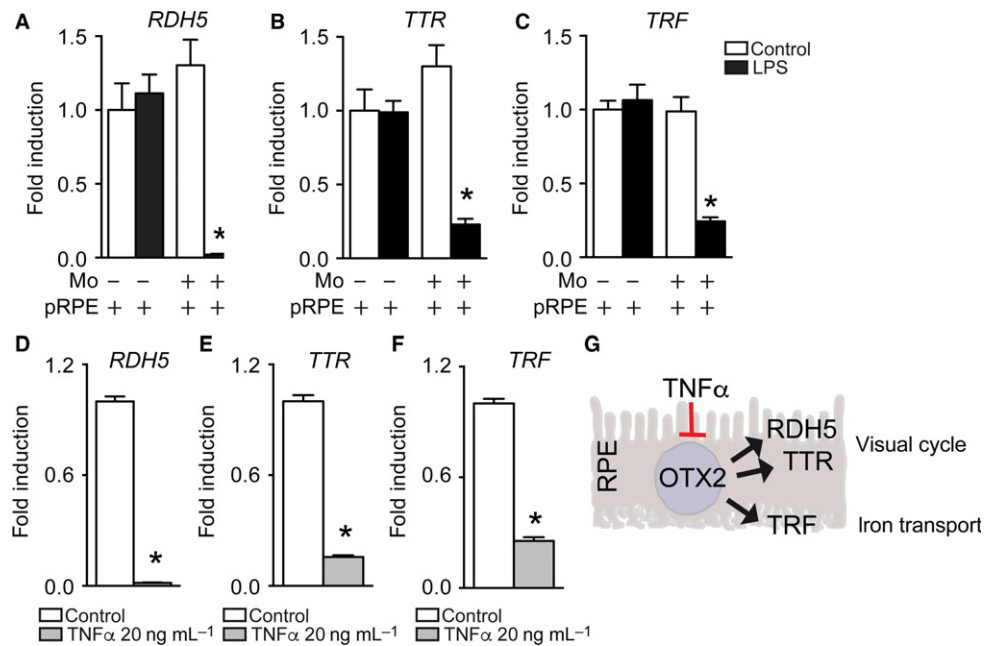 A RDH5
Fold induction
1.5
1.0
0.5
0.0
Mo – – + +
pRPE + + + +
*
B TTR
Fold induction
1.5
1.0
0.5
0.0
Mo – – + +
pRPE + + + +
*
C TRF
Fold induction
1.5
1.0
0.5
0.0
Mo – – + +
pRPE + + + +
*
Control
LPS
D RDH5
Fold induction
1.2
0.6
0.0
*
Control
TNFα 20 ng mL⁻¹
E TTR
Fold induction
1.2
0.6
0.0
*
Control
TNFα 20 ng mL⁻¹
F TRF
Fold induction
1.2
0.6
0.0
*
Control
TNFα 20 ng mL⁻¹
G
TNFα
RPE
OTX2
RDH5
TTR
Visual cycle
TRF
Iron transport